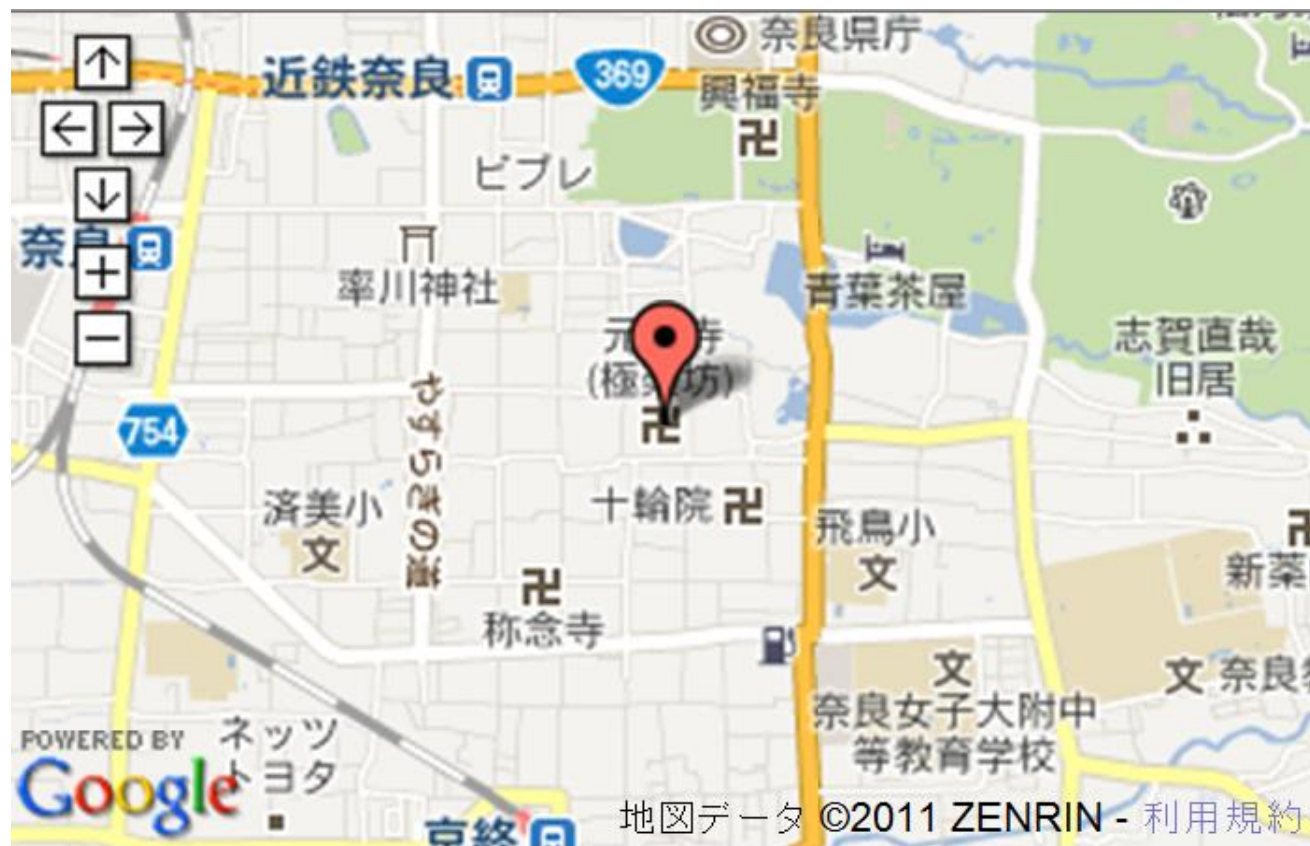 奈良県庁
近鉄奈良
369
興福寺
ビブレ
奈良
率川神社
青葉茶屋
元
寺
(極
坊)
志賀直哉
旧居
754
やすらぎの道
済美小
十輪院
飛鳥小
新薬
称念寺
奈良
奈良女子大附中
等教育学校
ネッツ
トヨタ
POWERED BY
Google
京終
地図データ ©2011 ZENRIN - 利用規約